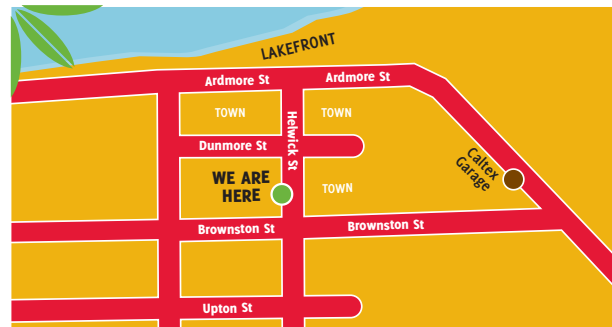 LAKEFRONT
Ardmore St
Ardmore St
TOWN
TOWN
Helwick St
Dunmore St
Caltex
Garage
WE ARE
HERE
TOWN
Brownston St
Brownston St
Upton St